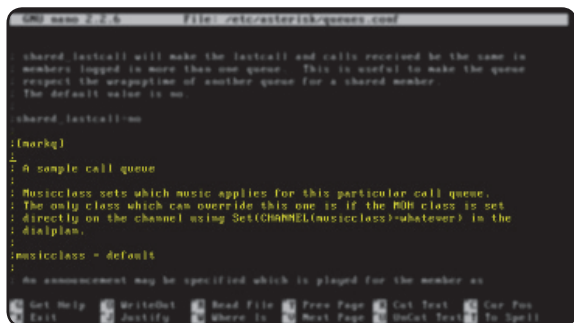 GNU nano 2.2.6 File: /etc/asterisk/queues.conf
; shared_lastcall will make the lastcall and calls received be the same in
; members logged in more than one queue. This is useful to make the queue
; respect the wrapuptime of another queue for a shared member.
; The default value is no.
;
;shared_lastcall=no
;
;[markq]
;
; A sample call queue
;
; Musicclass sets which music applies for this particular call queue.
; The only class which can override this one is if the MOH class is set
; directly on the channel using Set(CHANNEL(musicclass)=whatever) in the
; dialplan.
;
;musicclass = default
;
; An announcement may be specified which is played for the member as
^G Get Help ^O WriteOut ^R Read File ^Y Prev Page ^K Cut Text ^C Cur Pos
^X Exit ^J Justify ^W Where Is ^V Next Page ^U UnCut Text ^T To Spell